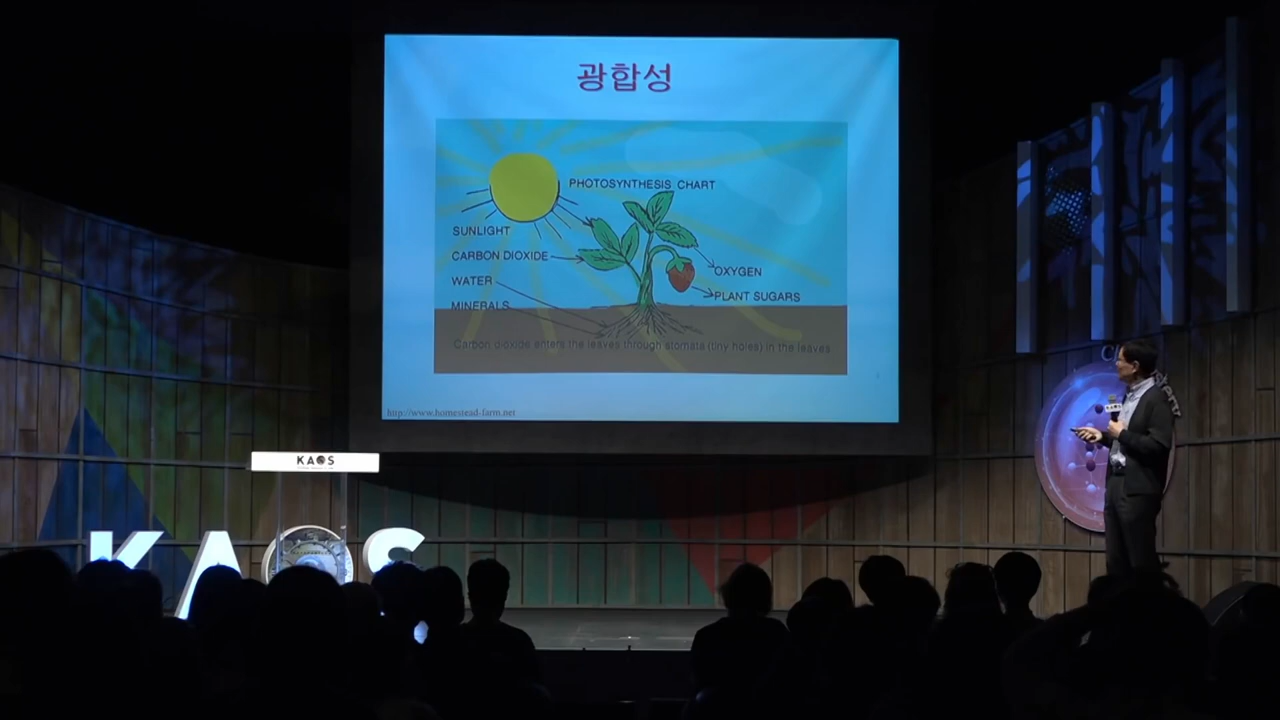 광합성
PHOTOSYNTHESIS CHART
SUNLIGHT
CARBON DIOXIDE
WATER
MINERALS
OXYGEN
PLANT SUGARS
Carbon dioxide enters the leaves through stomata (tiny holes) in the leaves
http://www.homestead-farm.net
KAOS
KAOS